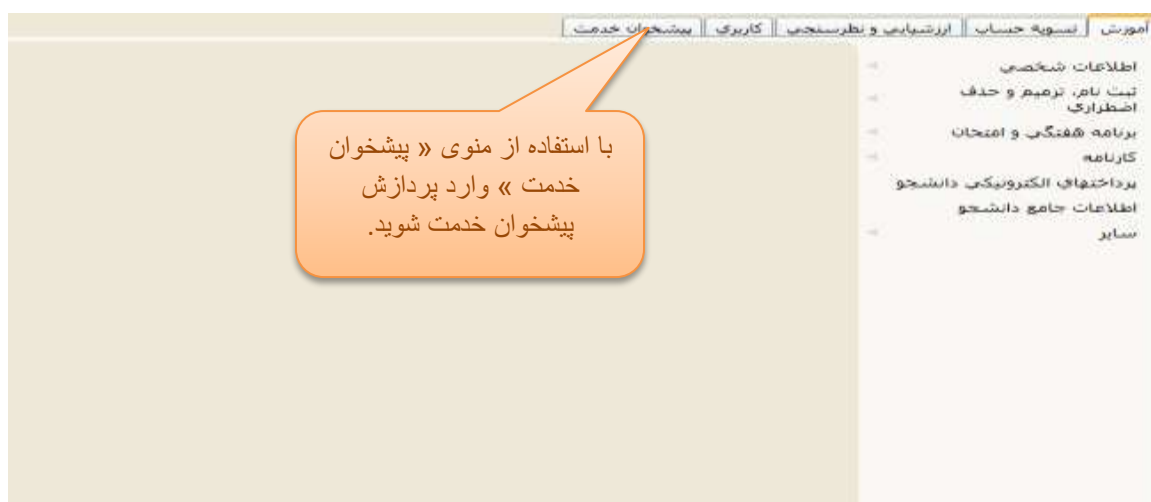 آموزش تسویه حساب ارزشیابی و نظرسنجی کاربری پیشخوان خدمت
اطلاعات شخصی
ثبت نام، ترمیم و حذف
اضطراری
برنامه هفتگی و امتحان
کارنامه
پرداختهای الکترونیکی دانشجو
اطلاعات جامع دانشجو
سایر
با استفاده از منوی « پیشخوان
خدمت » وارد پردازش
پیشخوان خدمت شوید.